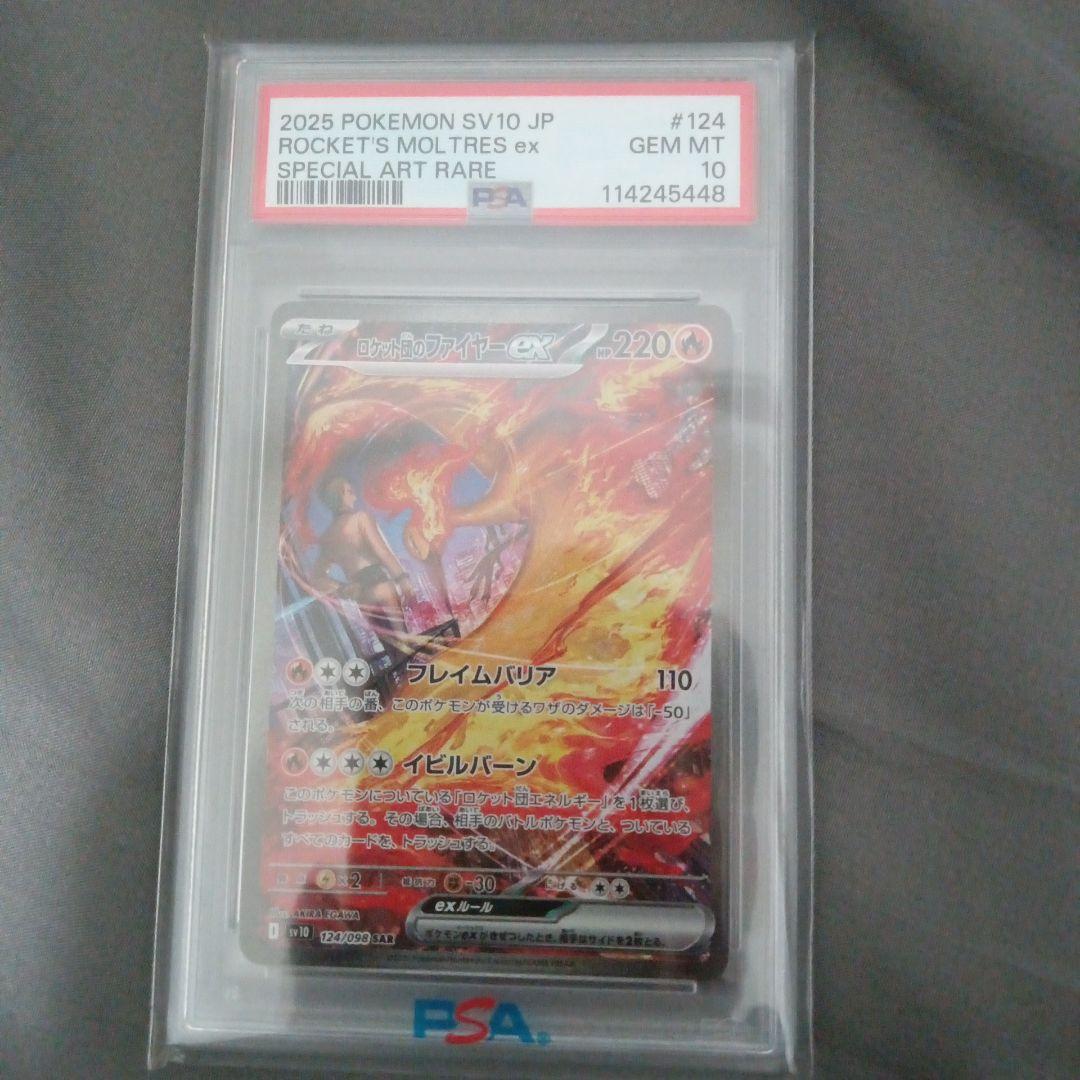 2025 POKEMON SV10 JP #124
ROCKET'S MOLTRES ex GEM MT
SPECIAL ART RARE 10
PSA 114245448
たね
ロケット団のファイヤーex HP220
フレイムバリア 110
次の相手の番、このポケモンが受けるワザのダメージは「-50」
される。
イビルバーン
このポケモンについている「ロケット団エネルギー」を1枚選び、
トラッシュする。その場合、相手のバトルポケモンと、ついている
すべてのカードを、トラッシュする。
弱点 ×2 抵抗力 -30 にげる
Illus. AKIRA EGAWA
exルール
I SV10 124/098 SAR
ポケモンexがきぜつしたとき、相手はサイドを2枚とる。
PSA